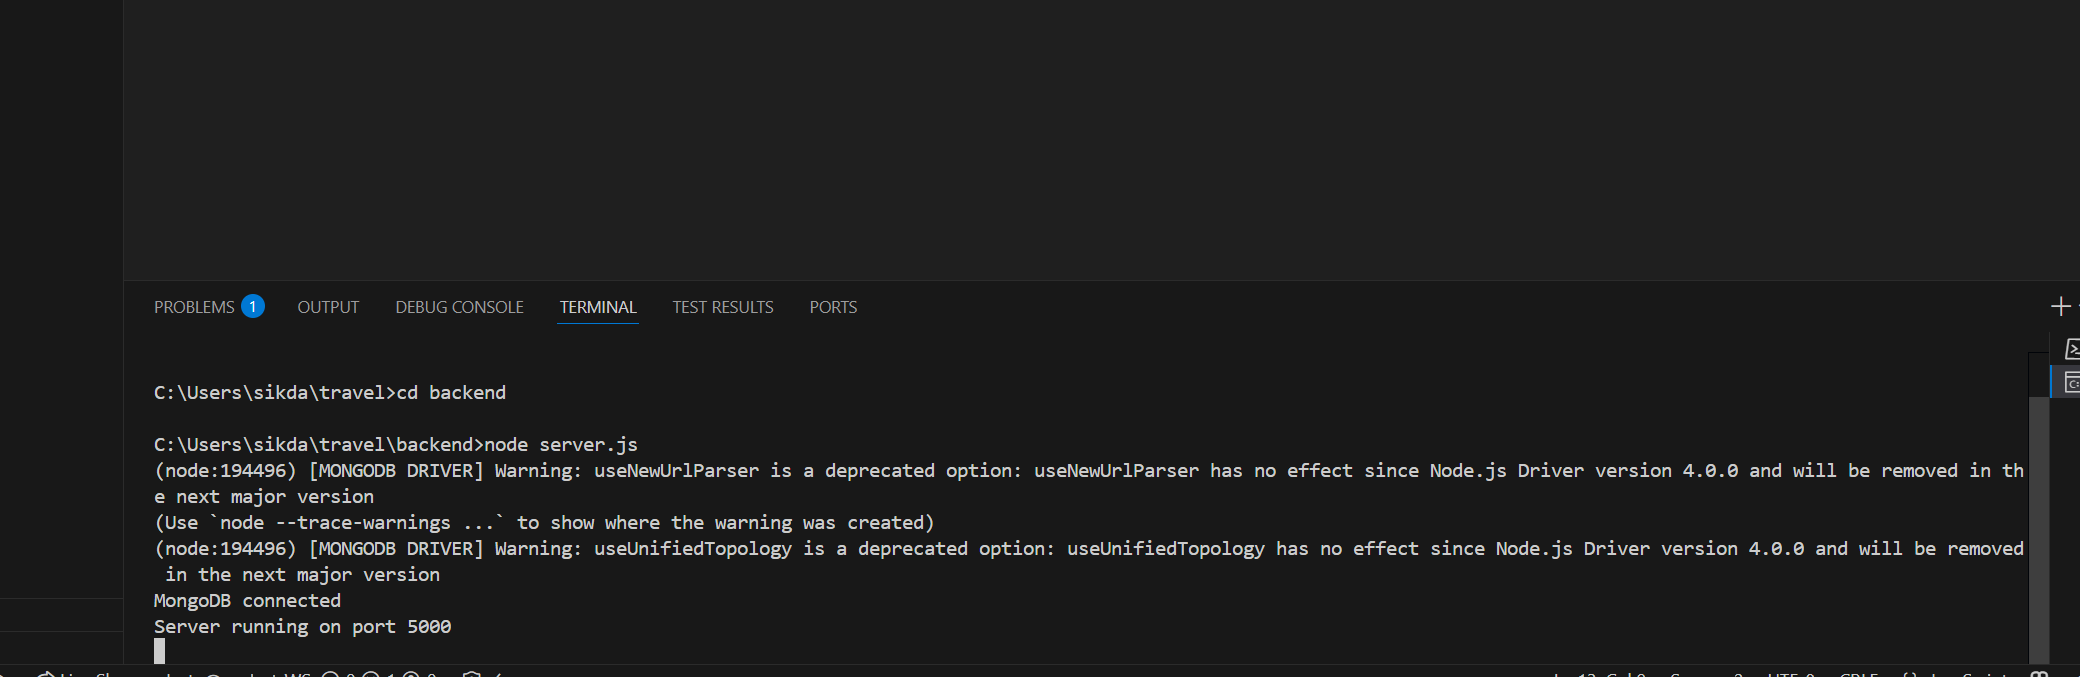 PROBLEMS 1 OUTPUT DEBUG CONSOLE TERMINAL TEST RESULTS PORTS
C:\Users\sikda\travel>cd backend
C:\Users\sikda\travel\backend>node server.js
(node:194496) [MONGODB DRIVER] Warning: useNewUrlParser is a deprecated option: useNewUrlParser has no effect since Node.js Driver version 4.0.0 and will be removed in th
e next major version
(Use `node --trace-warnings ...` to show where the warning was created)
(node:194496) [MONGODB DRIVER] Warning: useUnifiedTopology is a deprecated option: useUnifiedTopology has no effect since Node.js Driver version 4.0.0 and will be removed
 in the next major version
MongoDB connected
Server running on port 5000